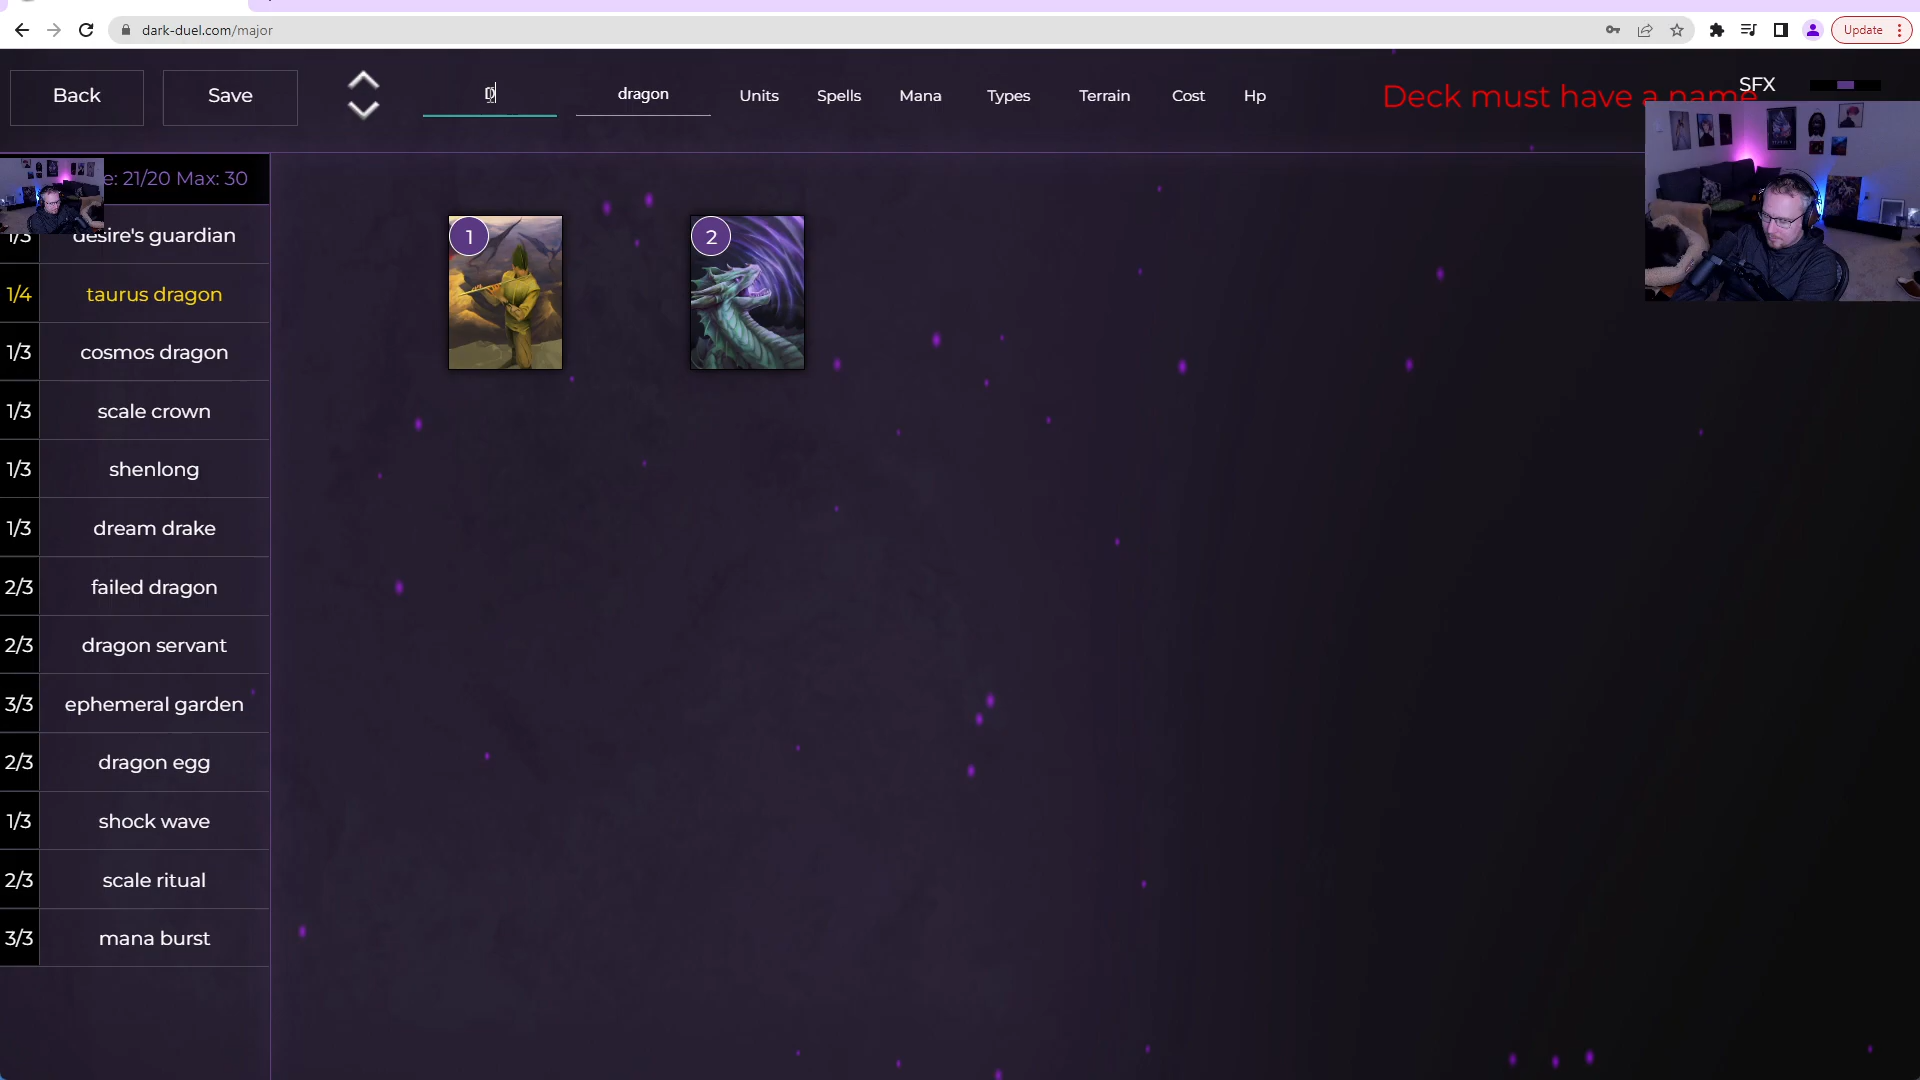 dark-duel.com/major
Update
Back
Save
D
dragon
Units
Spells
Mana
Types
Terrain
Cost
Hp
Deck must have a name
SFX
e: 21/20 Max: 30
1/3 desire's guardian
1/4 taurus dragon
1/3 cosmos dragon
1/3 scale crown
1/3 shenlong
1/3 dream drake
2/3 failed dragon
2/3 dragon servant
3/3 ephemeral garden
2/3 dragon egg
1/3 shock wave
2/3 scale ritual
3/3 mana burst
1
2